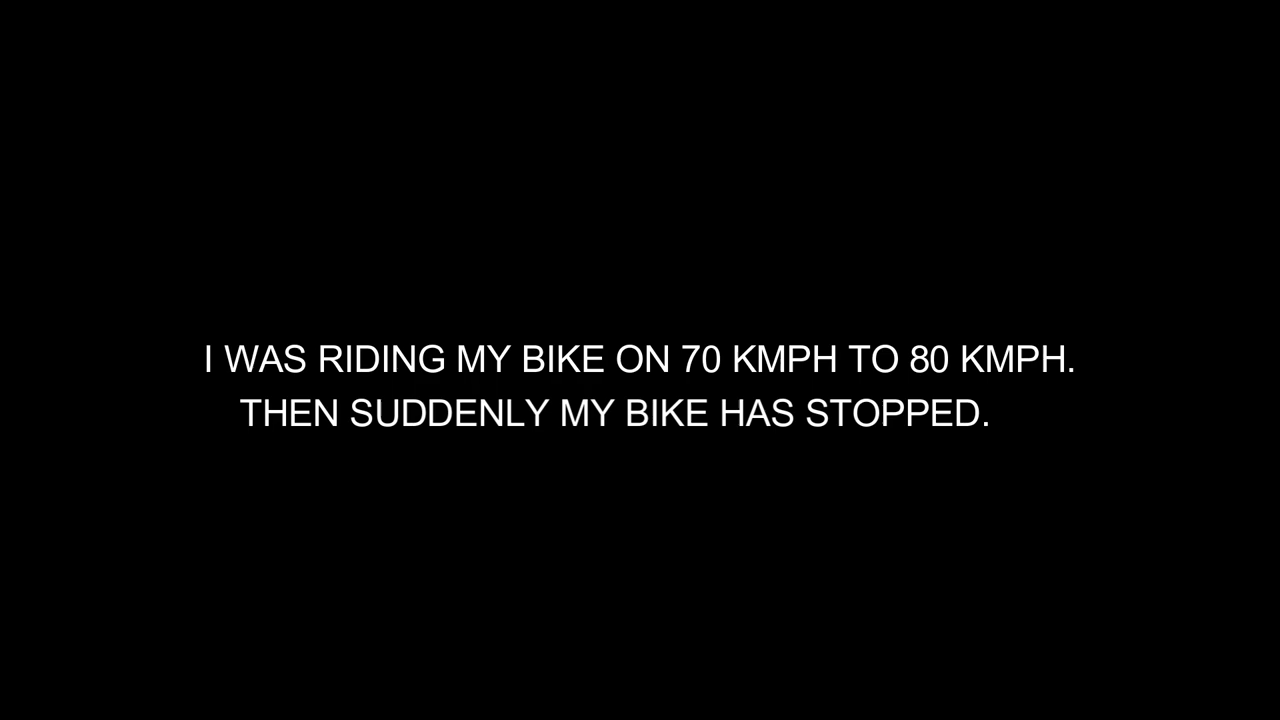 I WAS RIDING MY BIKE ON 70 KMPH TO 80 KMPH.
THEN SUDDENLY MY BIKE HAS STOPPED.